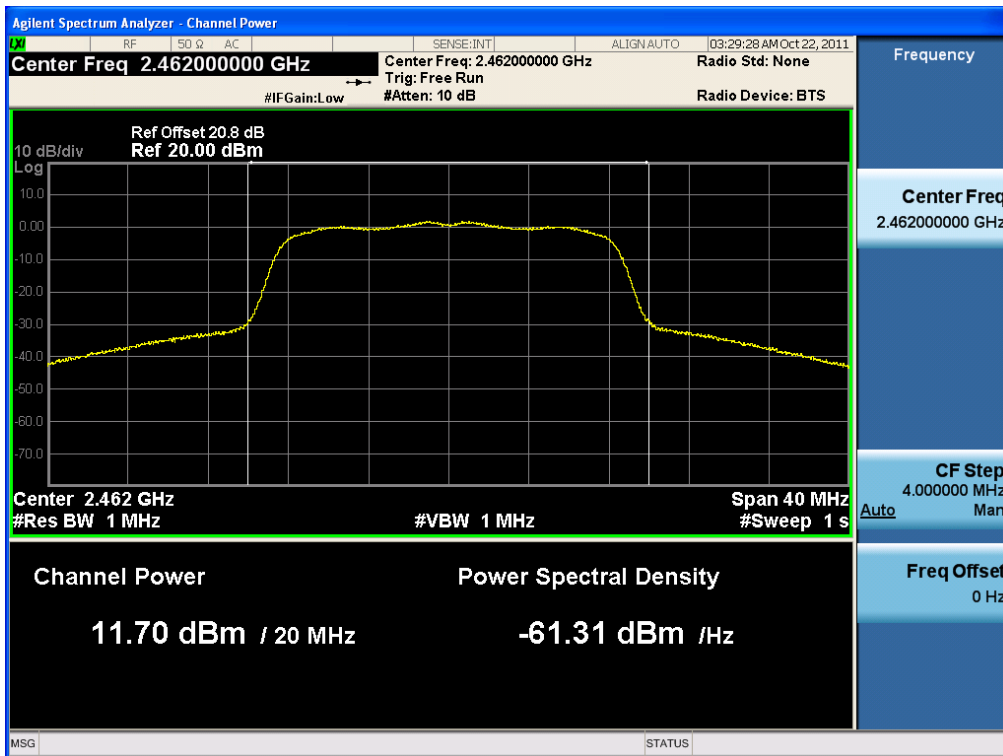 Agilent Spectrum Analyzer - Channel Power
LXI RF 50 Ω AC SENSE:INT ALIGN AUTO 03:29:28 AM Oct 22, 2011
Center Freq 2.462000000 GHz
Center Freq: 2.462000000 GHz
Radio Std: None
Trig: Free Run
#IFGain:Low
#Atten: 10 dB
Radio Device: BTS
Ref Offset 20.8 dB
10 dB/div Ref 20.00 dBm
Log
10.0
0.00
-10.0
-20.0
-30.0
-40.0
-50.0
-60.0
-70.0
Center 2.462 GHz Span 40 MHz
#Res BW 1 MHz #VBW 1 MHz #Sweep 1 s
Channel Power Power Spectral Density
11.70 dBm / 20 MHz -61.31 dBm /Hz
MSG STATUS
Frequency
Center Freq
2.462000000 GHz
CF Step
4.000000 MHz
Auto Man
Freq Offset
0 Hz